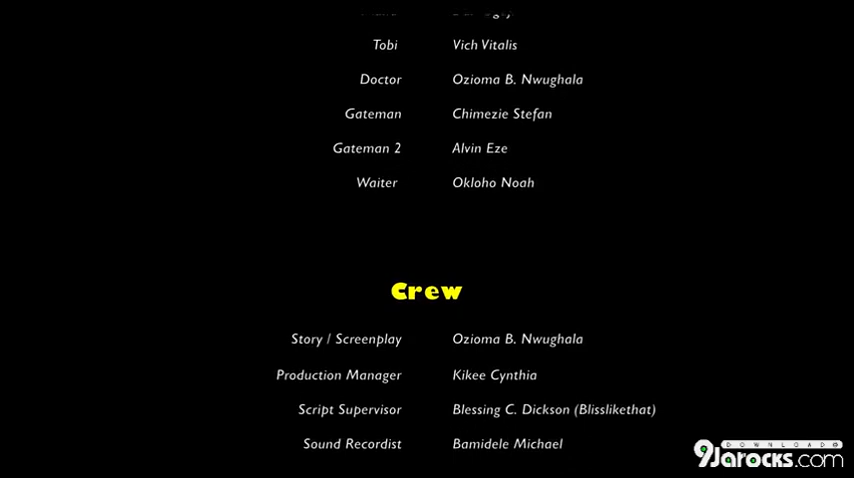 Tobi Vich Vitalis
Doctor Ozioma B. Nwughala
Gateman Chimezie Stefan
Gateman 2 Alvin Eze
Waiter Okloho Noah
Crew
Story / Screenplay Ozioma B. Nwughala
Production Manager Kikee Cynthia
Script Supervisor Blessing C. Dickson (Blisslikethat)
Sound Recordist Bamidele Michael
DOWNLOADS
9Jarocks.com